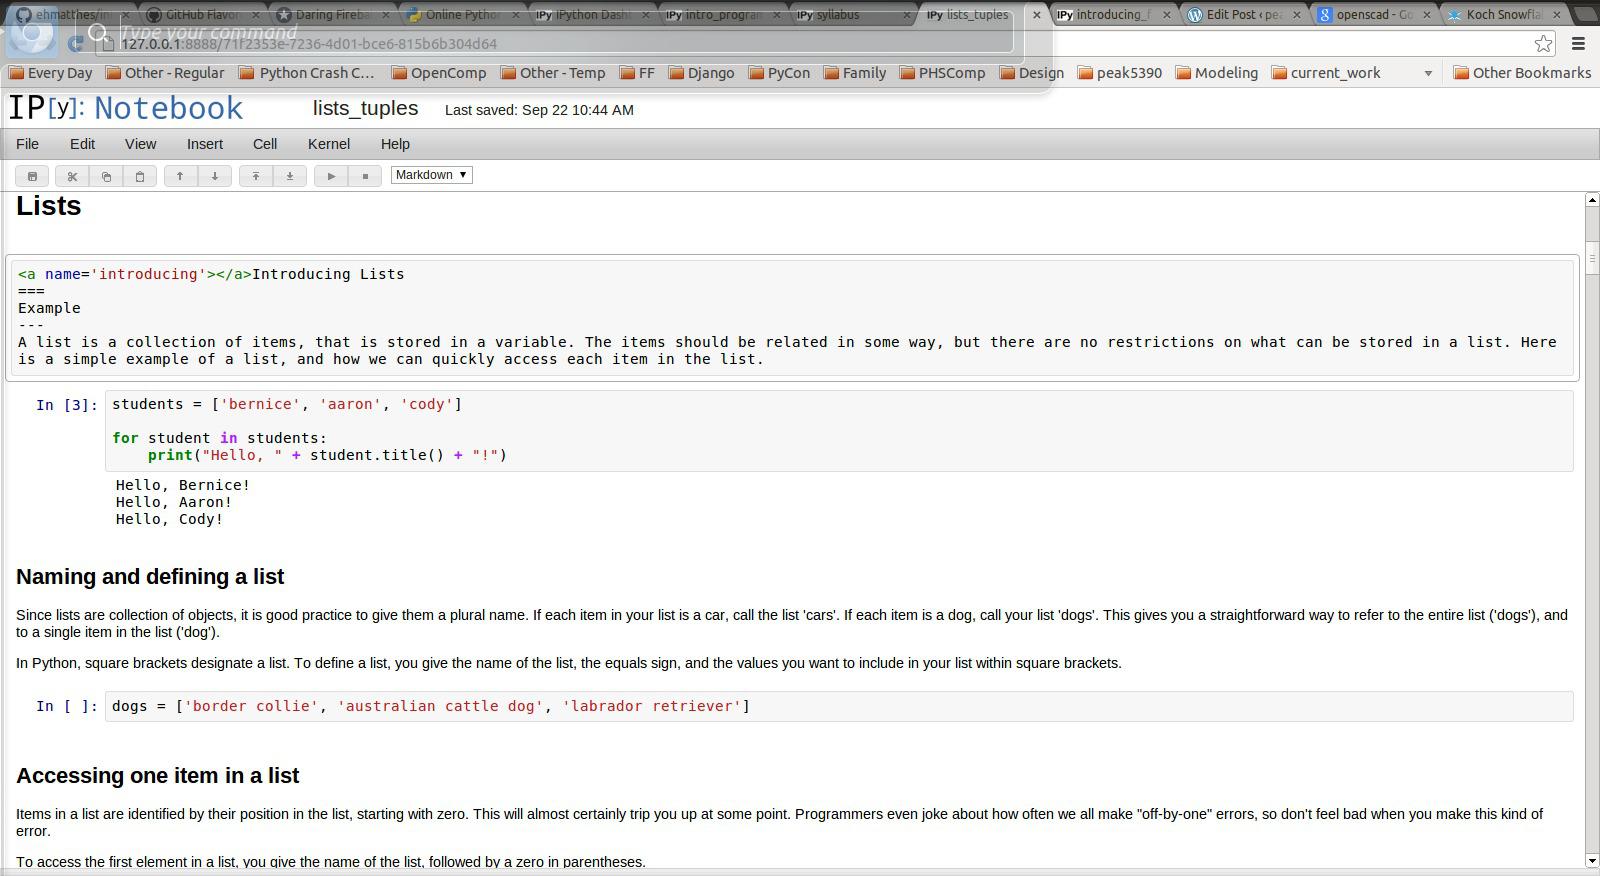 ehmatthes/in
GitHub Flavor
Daring Fireba
Online Python
IPy IPython Dash
IPy intro_program
IPy syllabus
IPy lists_tuples
IPy introducing_f
Edit Post ‹ pea
openscad - Go
Koch Snowfla
Type your command
127.0.0.1:8888/71f2353e-7236-4d01-bce6-815b6b304d64
Every Day
Other - Regular
Python Crash C...
OpenComp
Other - Temp
FF
Django
PyCon
Family
PHSComp
Design
peak5390
Modeling
current_work
Other Bookmarks
IP[y]: Notebook
lists_tuples
Last saved: Sep 22 10:44 AM
File Edit View Insert Cell Kernel Help
Markdown
Lists
<a name='introducing'></a>Introducing Lists
===
Example
---
A list is a collection of items, that is stored in a variable. The items should be related in some way, but there are no restrictions on what can be stored in a list. Here
is a simple example of a list, and how we can quickly access each item in the list.
In [3]: students = ['bernice', 'aaron', 'cody']
for student in students:
    print("Hello, " + student.title() + "!")
Hello, Bernice!
Hello, Aaron!
Hello, Cody!
Naming and defining a list
Since lists are collection of objects, it is good practice to give them a plural name. If each item in your list is a car, call the list 'cars'. If each item is a dog, call your list 'dogs'. This gives you a straightforward way to refer to the entire list ('dogs'), and
to a single item in the list ('dog').
In Python, square brackets designate a list. To define a list, you give the name of the list, the equals sign, and the values you want to include in your list within square brackets.
In [ ]: dogs = ['border collie', 'australian cattle dog', 'labrador retriever']
Accessing one item in a list
Items in a list are identified by their position in the list, starting with zero. This will almost certainly trip you up at some point. Programmers even joke about how often we all make "off-by-one" errors, so don't feel bad when you make this kind of
error.
To access the first element in a list, you give the name of the list, followed by a zero in parentheses.